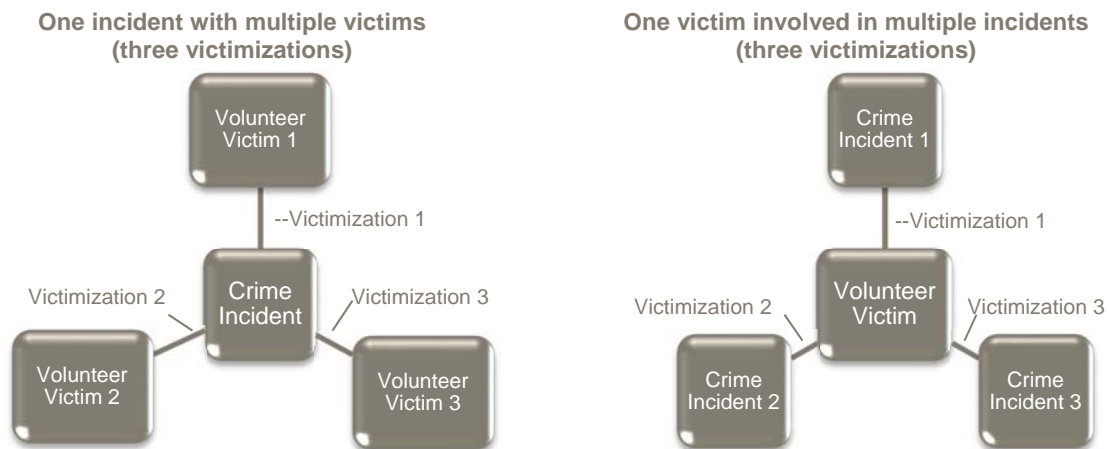 One incident with multiple victims
(three victimizations)
Volunteer
Victim 1
--Victimization 1
Crime
Incident
Victimization 2
Victimization 3
Volunteer
Victim 2
Volunteer
Victim 3
One victim involved in multiple incidents
(three victimizations)
Crime
Incident 1
--Victimization 1
Volunteer
Victim
Victimization 2
Victimization 3
Crime
Incident 2
Crime
Incident 3